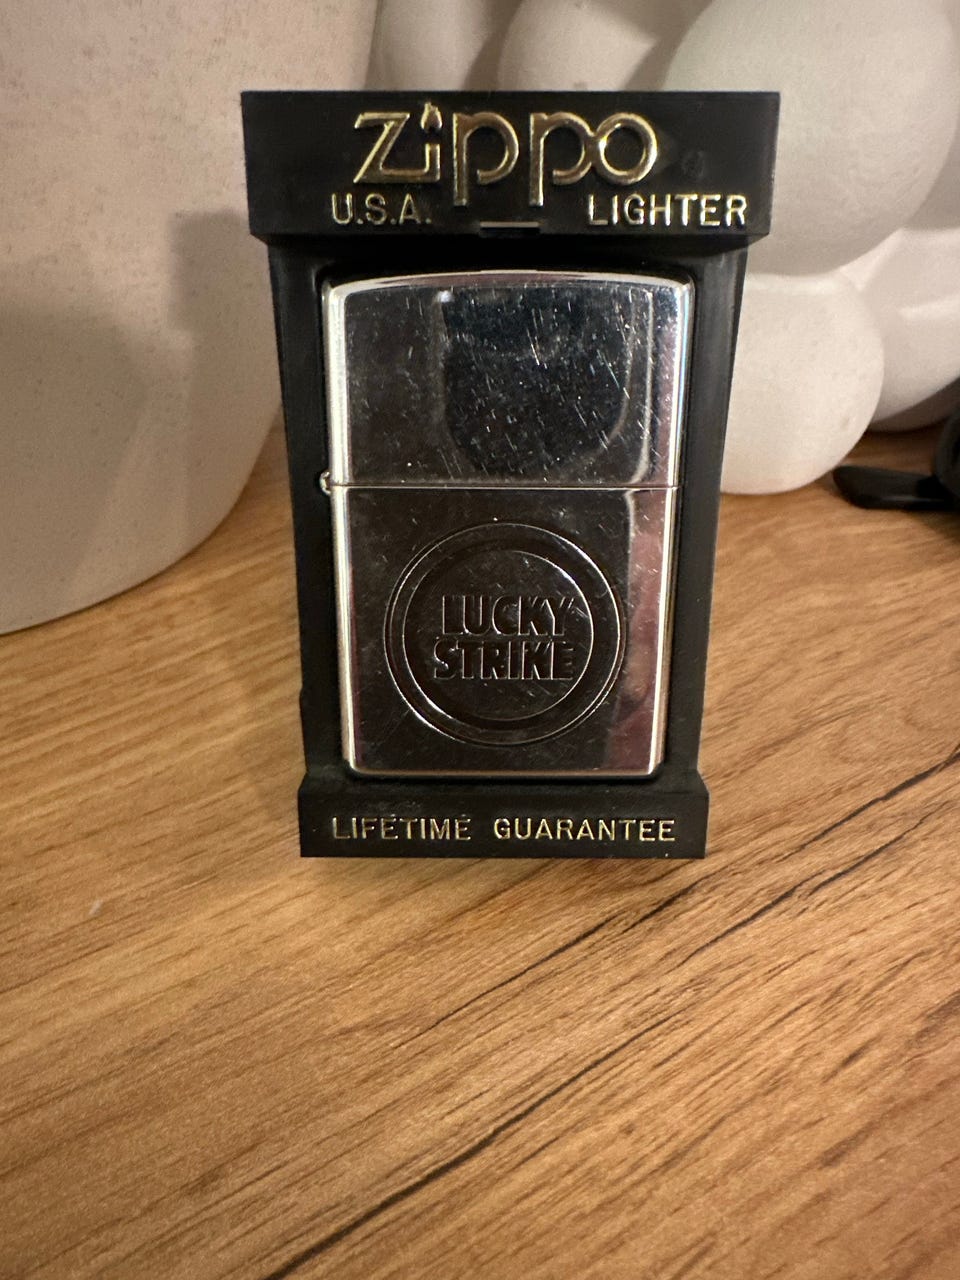 Zippo
U.S.A. LIGHTER
LUCKY
STRIKE
LIFETIME GUARANTEE